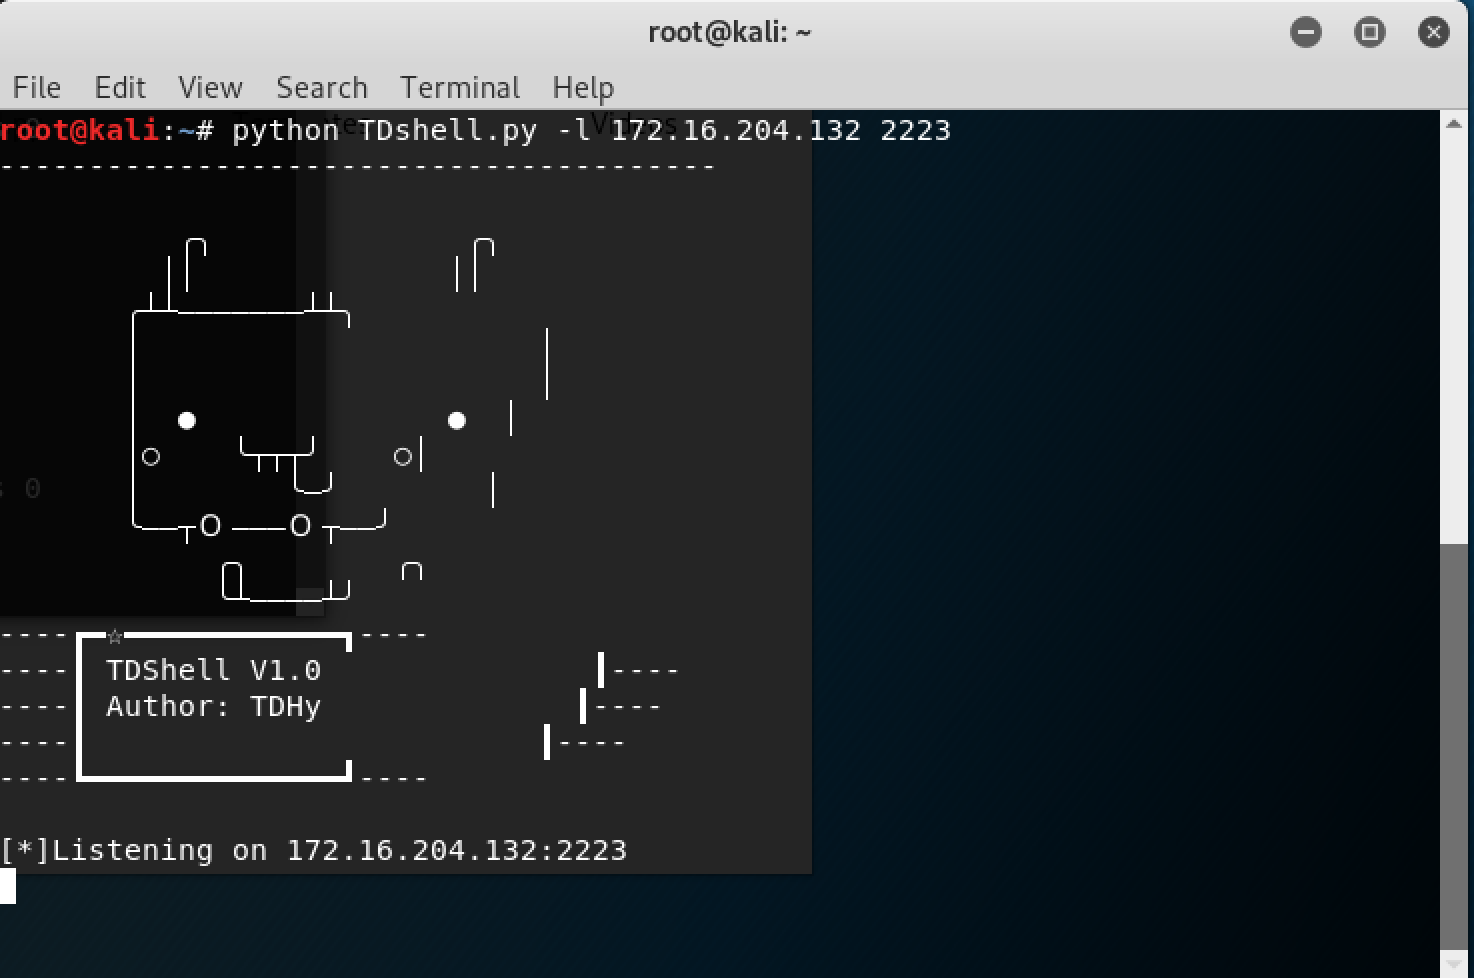 root@kali: ~
File Edit View Search Terminal Help
root@kali:~# python TDshell.py -l 172.16.204.132 2223
----------------------------------------
s 0
O O
---- ☆ ----
---- TDShell V1.0 ----
---- Author: TDHy ----
---- ----
---- ----
[*]Listening on 172.16.204.132:2223